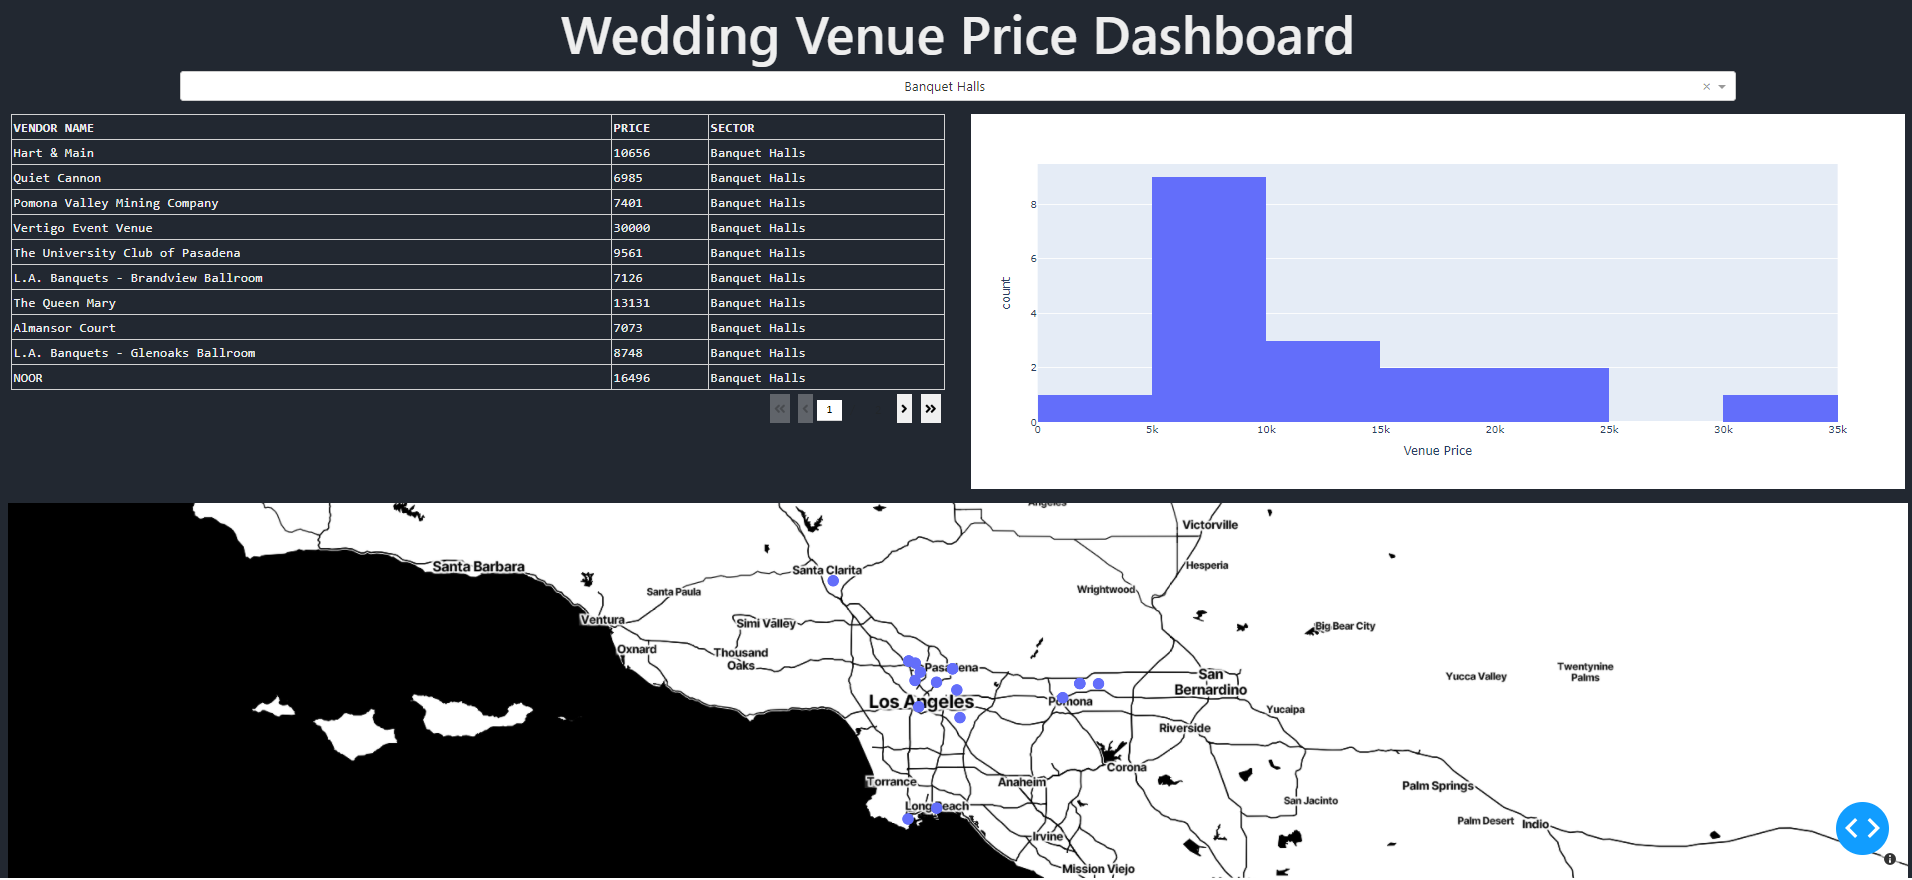 Wedding Venue Price Dashboard
Banquet Halls × 
VENDOR NAME PRICE SECTOR
Hart & Main 10656 Banquet Halls
Quiet Cannon 6985 Banquet Halls
Pomona Valley Mining Company 7401 Banquet Halls
Vertigo Event Venue 30000 Banquet Halls
The University Club of Pasadena 9561 Banquet Halls
L.A. Banquets - Brandview Ballroom 7126 Banquet Halls
The Queen Mary 13131 Banquet Halls
Almansor Court 7073 Banquet Halls
L.A. Banquets - Glenoaks Ballroom 8748 Banquet Halls
NOOR 16496 Banquet Halls
« ‹ 1 › »
8
6
4
2
0
count
0 5k 10k 15k 20k 25k 30k 35k
Venue Price
Angeles
Victorville
Santa Barbara
Santa Clarita
Hesperia
Santa Paula
Wrightwood
Ventura
Simi Valley
Big Bear City
Oxnard
Thousand
Oaks
Pasadena
San
Bernardino
Yucca Valley
Twentynine
Palms
Los Angeles
Pomona
Yucaipa
Riverside
Corona
Torrance
Anaheim
Palm Springs
Long Beach
San Jacinto
Irvine
Palm Desert
Indio
Mission Viejo